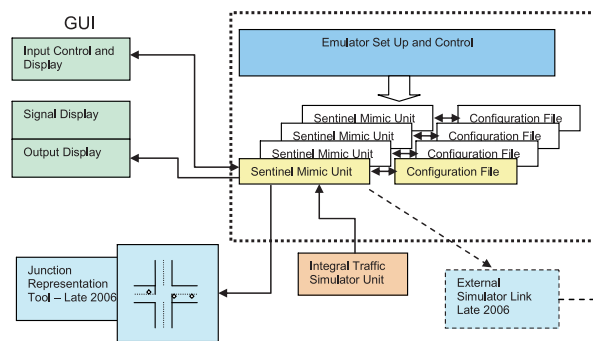 GUI
Input Control and
Display
Signal Display
Output Display
Emulator Set Up and Control
Sentinel Mimic Unit
Configuration File
Sentinel Mimic Unit
Configuration File
Sentinel Mimic Unit
Configuration File
Sentinel Mimic Unit
Configuration File
Junction
Representation
Tool – Late 2006
Integral Traffic
Simulator Unit
External
Simulator Link
Late 2006